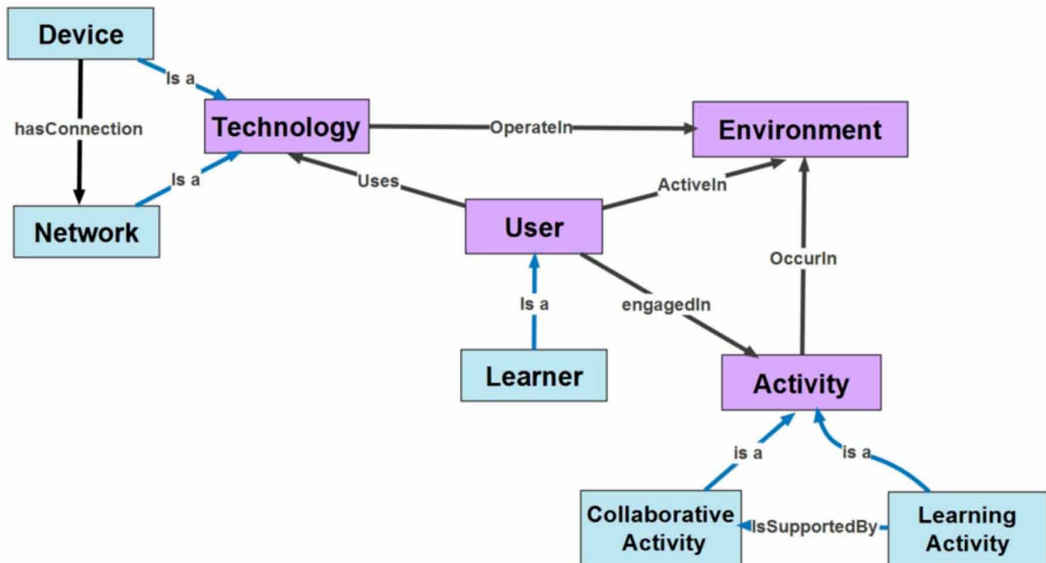 Device
Is a
hasConnection
Technology
OperateIn
Environment
Is a
Uses
ActiveIn
Network
User
OccurIn
Is a
engagedIn
Learner
Activity
is a
is a
Collaborative
Activity
IsSupportedBy
Learning
Activity